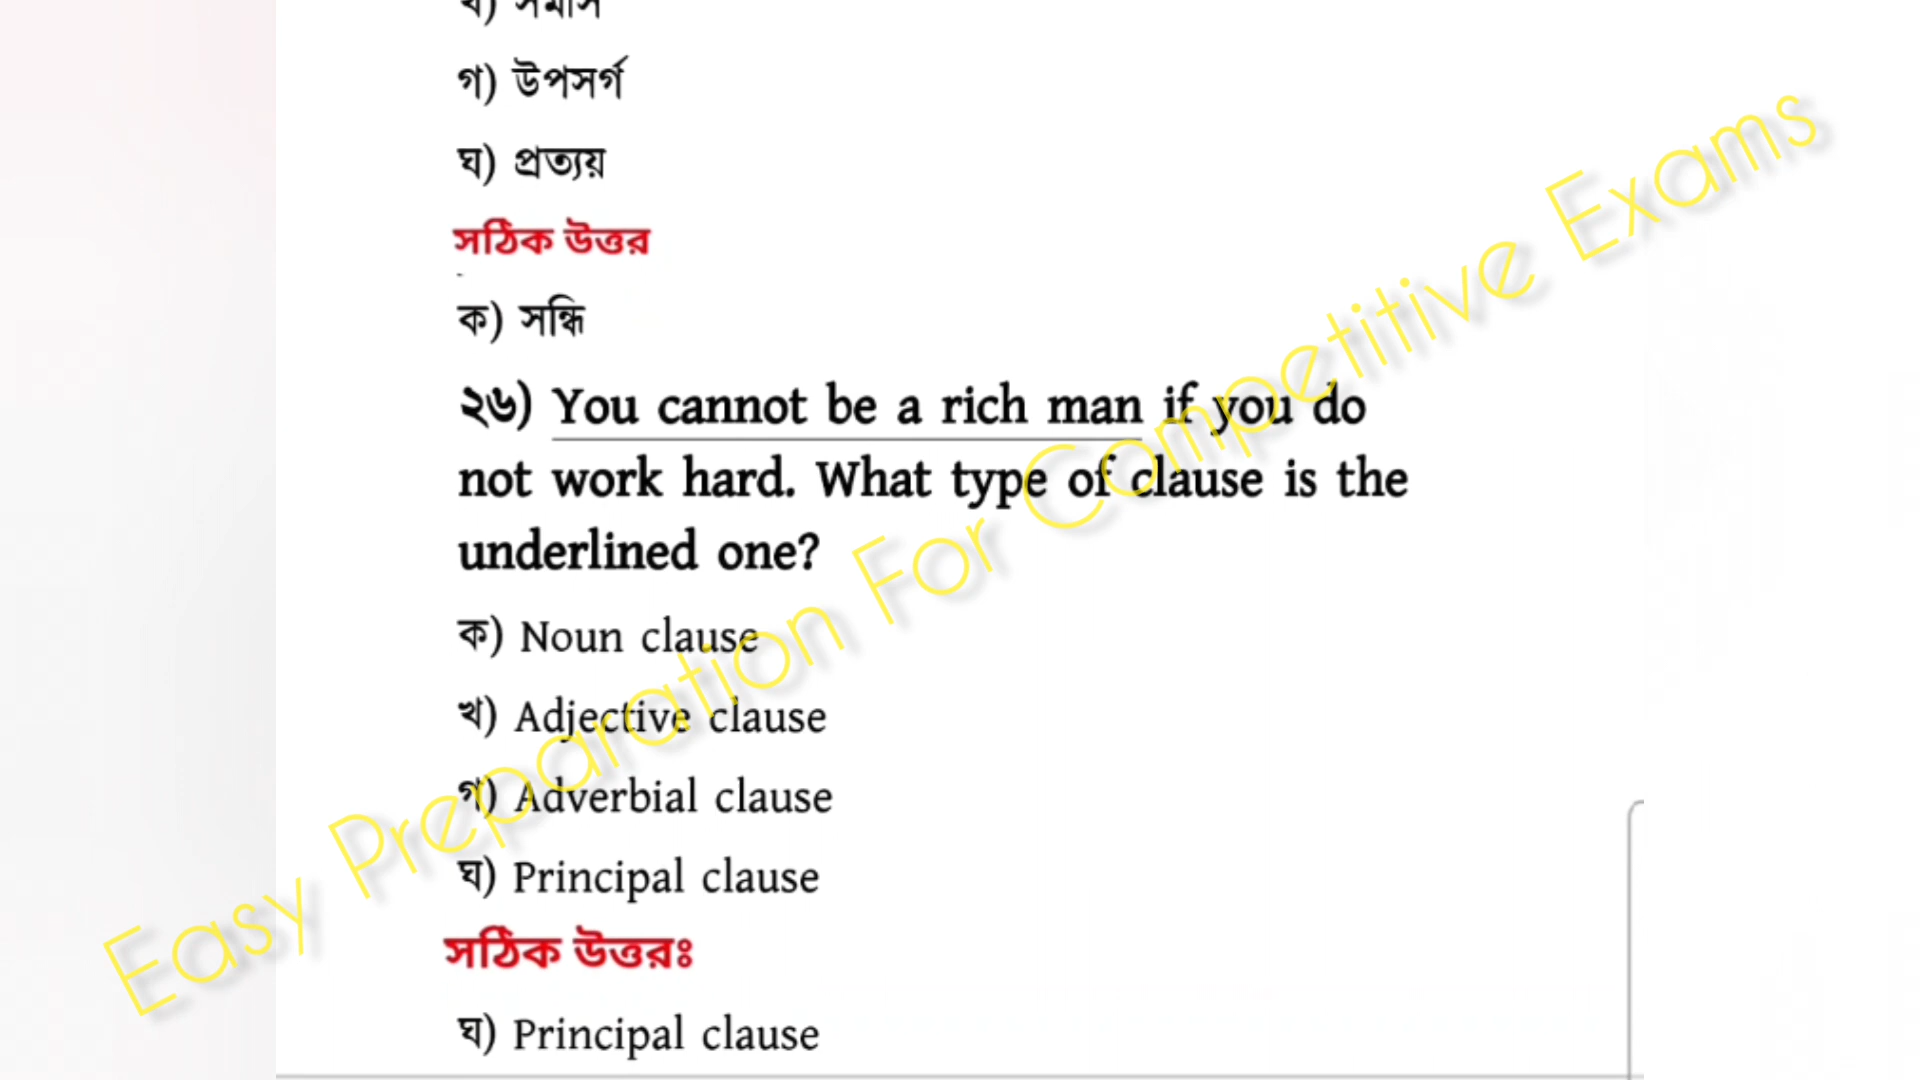 খ) সমাস
গ) উপসর্গ
ঘ) প্রত্যয়
সঠিক উত্তর
ক) সন্ধি
২৬) You cannot be a rich man if you do
not work hard. What type of clause is the
underlined one?
ক) Noun clause
খ) Adjective clause
গ) Adverbial clause
ঘ) Principal clause
সঠিক উত্তরঃ
ঘ) Principal clause
Easy Preparation For Competitive Exams